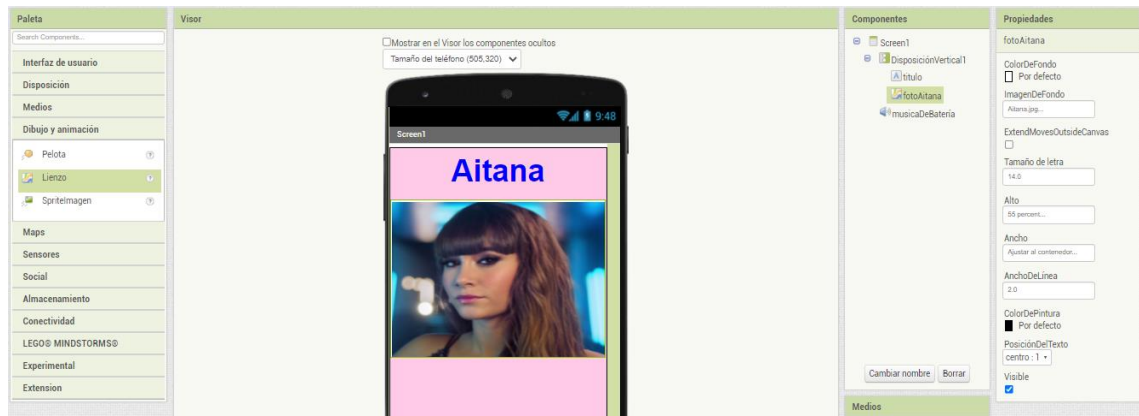 Paleta
Search Components...
Interfaz de usuario
Disposición
Medios
Dibujo y animación
Pelota
?
Lienzo
?
SpriteImagen
?
Maps
Sensores
Social
Almacenamiento
Conectividad
LEGO® MINDSTORMS®
Experimental
Extension
Visor
Mostrar en el Visor los componentes ocultos
Tamaño del teléfono (505,320)
9:48
Screen1
Aitana
Componentes
Screen1
DisposiciónVertical1
titulo
fotoAitana
musicaDeBatería
Cambiar nombre
Borrar
Medios
Propiedades
fotoAitana
ColorDeFondo
Por defecto
ImagenDeFondo
Aitana.jpg...
ExtendMovesOutsideCanvas
Tamaño de letra
14.0
Alto
55 percent...
Ancho
Ajustar al contenedor...
AnchoDeLínea
2.0
ColorDePintura
Por defecto
PosiciónDelTexto
centro : 1
Visible